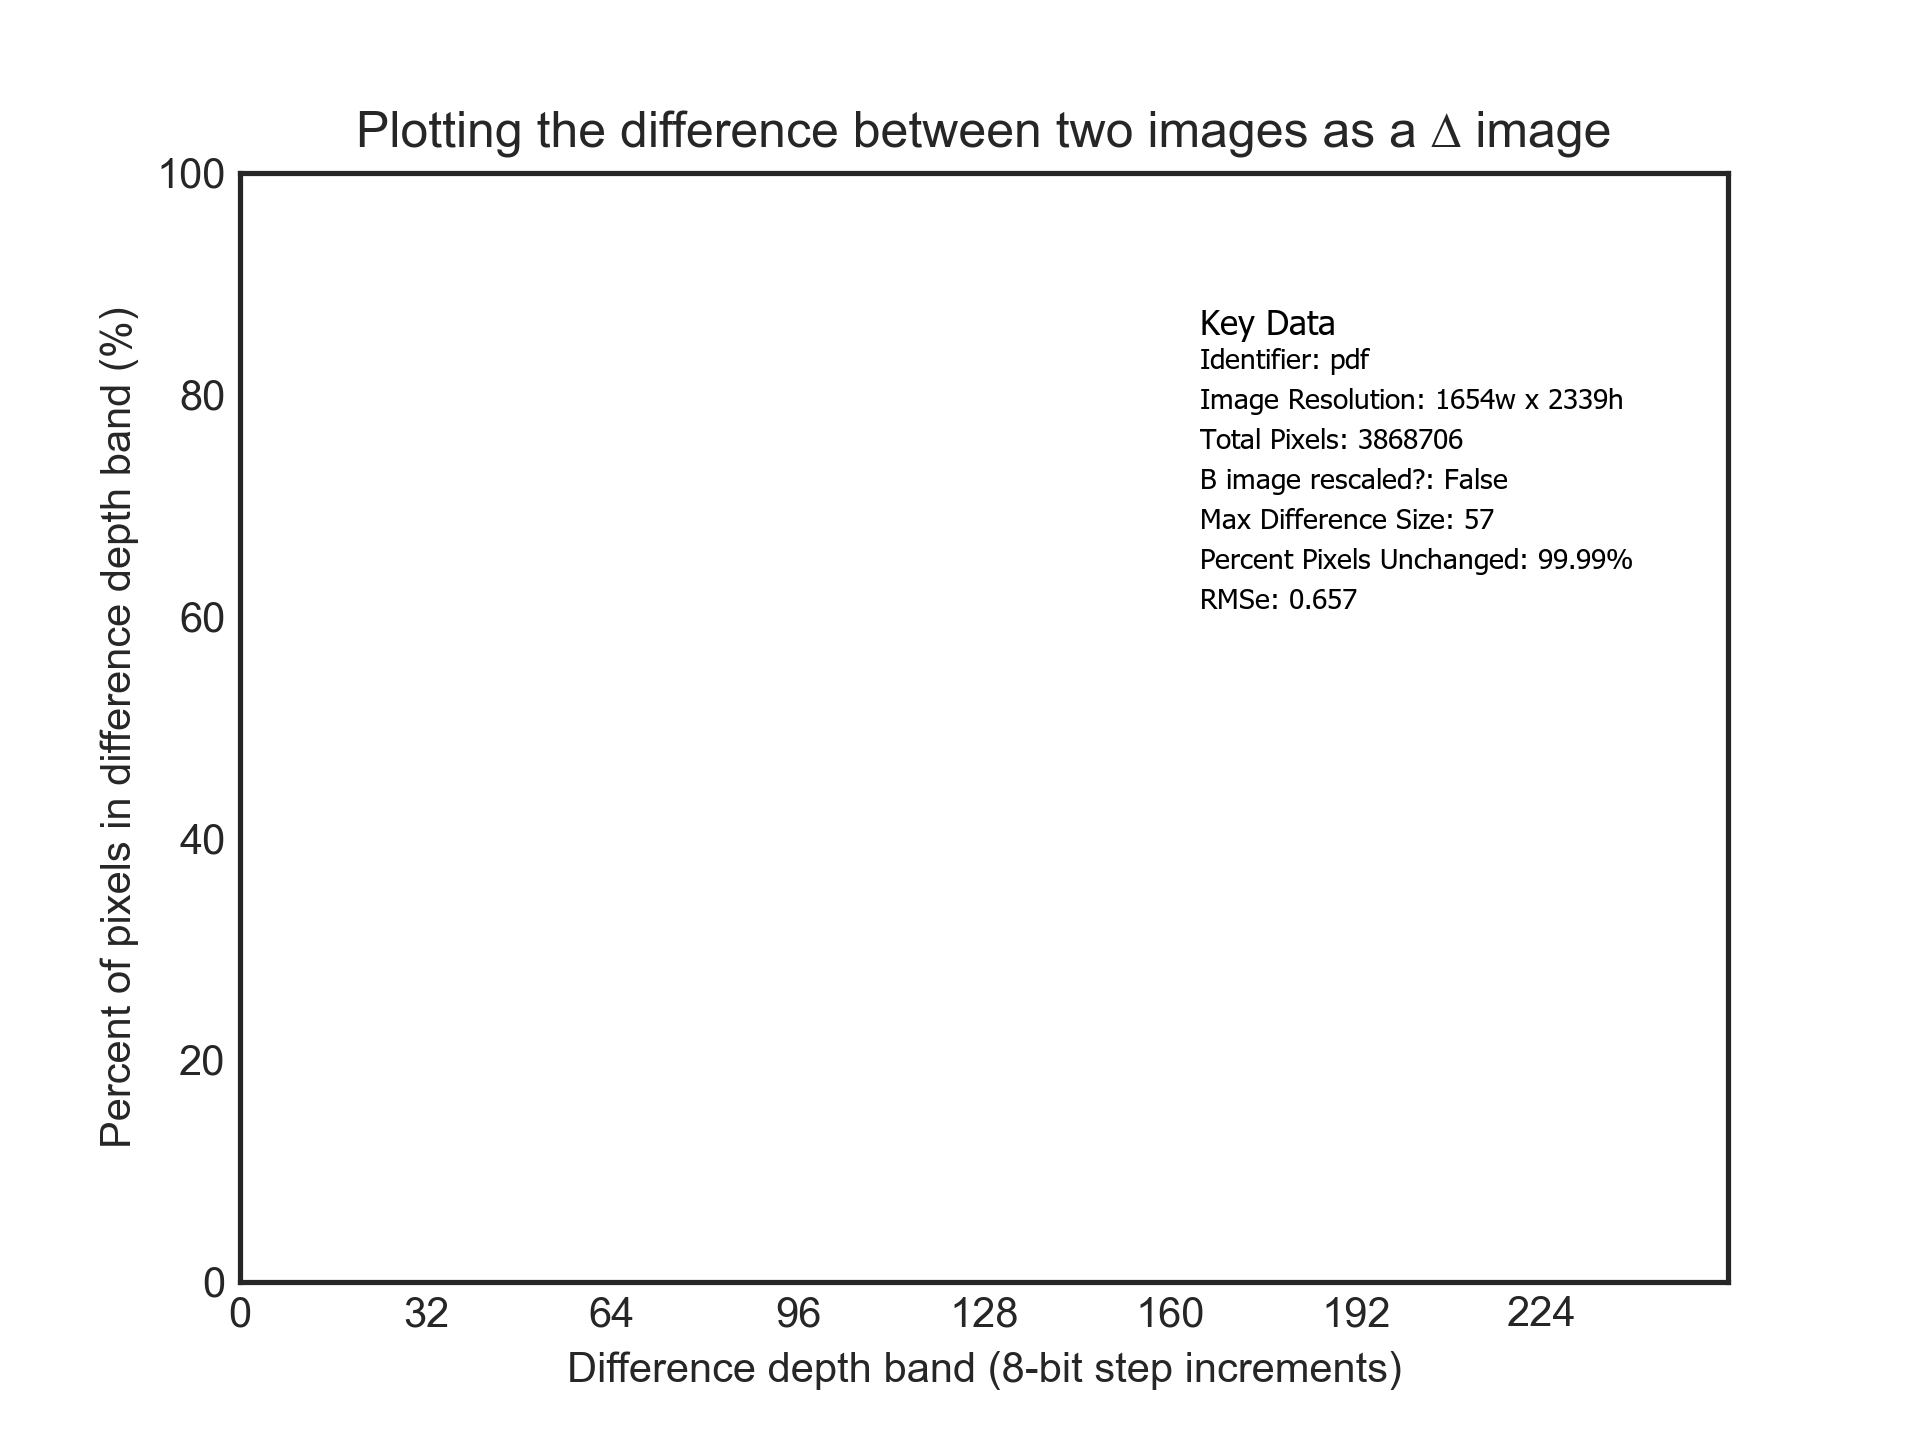 Plotting the difference between two images as a Δ image
100
80
60
40
20
0
Percent of pixels in difference depth band (%)
Key Data
Identifier: pdf
Image Resolution: 1654w x 2339h
Total Pixels: 3868706
B image rescaled?: False
Max Difference Size: 57
Percent Pixels Unchanged: 99.99%
RMSe: 0.657
0 32 64 96 128 160 192 224
Difference depth band (8-bit step increments)